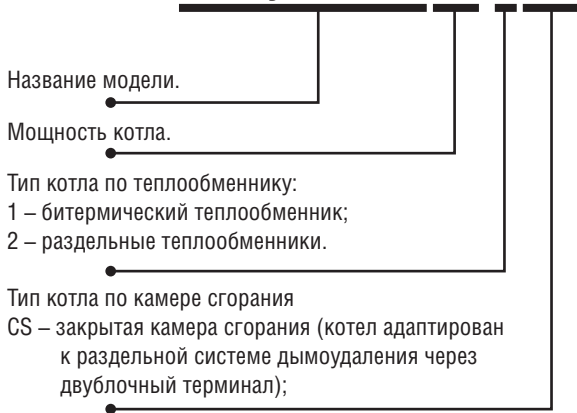 Название модели.
Мощность котла.
Тип котла по теплообменнику:
1 – битермический теплообменник;
2 – раздельные теплообменники.
Тип котла по камере сгорания
CS – закрытая камера сгорания (котел адаптирован
к раздельной системе дымоудаления через
двублочный терминал);